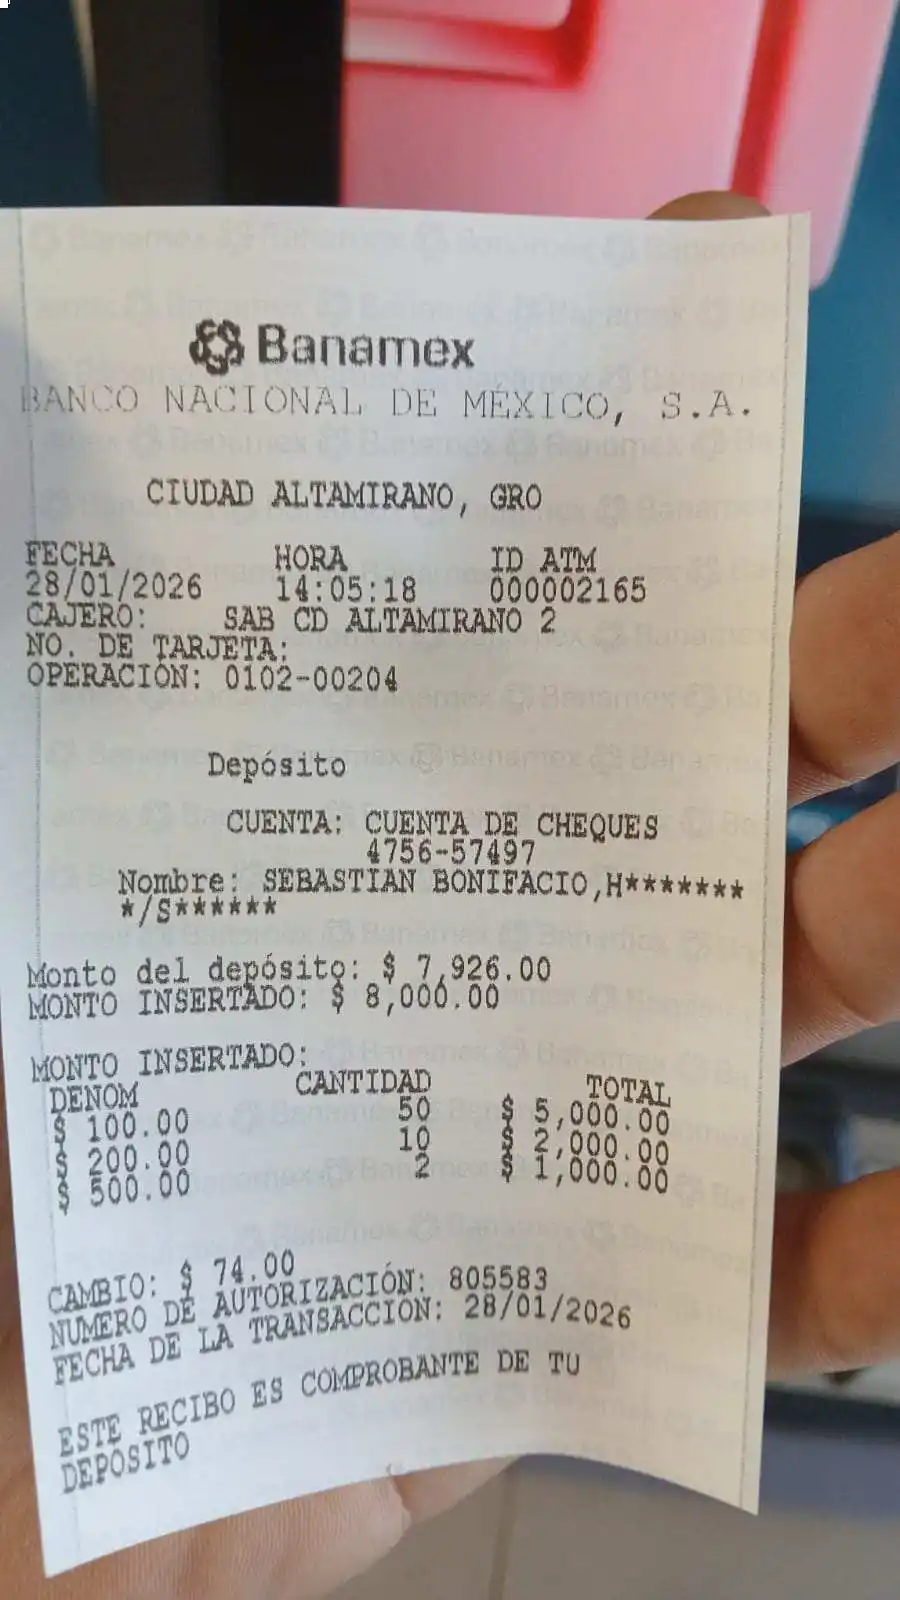 Banamex
BANCO NACIONAL DE MÉXICO, S.A.
CIUDAD ALTAMIRANO, GRO
FECHA HORA ID ATM
28/01/2026 14:05:18 000002165
CAJERO: SAB CD ALTAMIRANO 2
NO. DE TARJETA:
OPERACIÓN: 0102-00204
Depósito
CUENTA: CUENTA DE CHEQUES
4756-57497
Nombre: SEBASTIAN BONIFACIO,H*******
*/S******
Monto del depósito: $ 7,926.00
MONTO INSERTADO: $ 8,000.00
MONTO INSERTADO:
DENOM CANTIDAD TOTAL
$ 100.00 50 $ 5,000.00
$ 200.00 10 $ 2,000.00
$ 500.00 2 $ 1,000.00
CAMBIO: $ 74.00
NUMERO DE AUTORIZACIÓN: 805583
FECHA DE LA TRANSACCIÓN: 28/01/2026
ESTE RECIBO ES COMPROBANTE DE TU
DEPOSITO